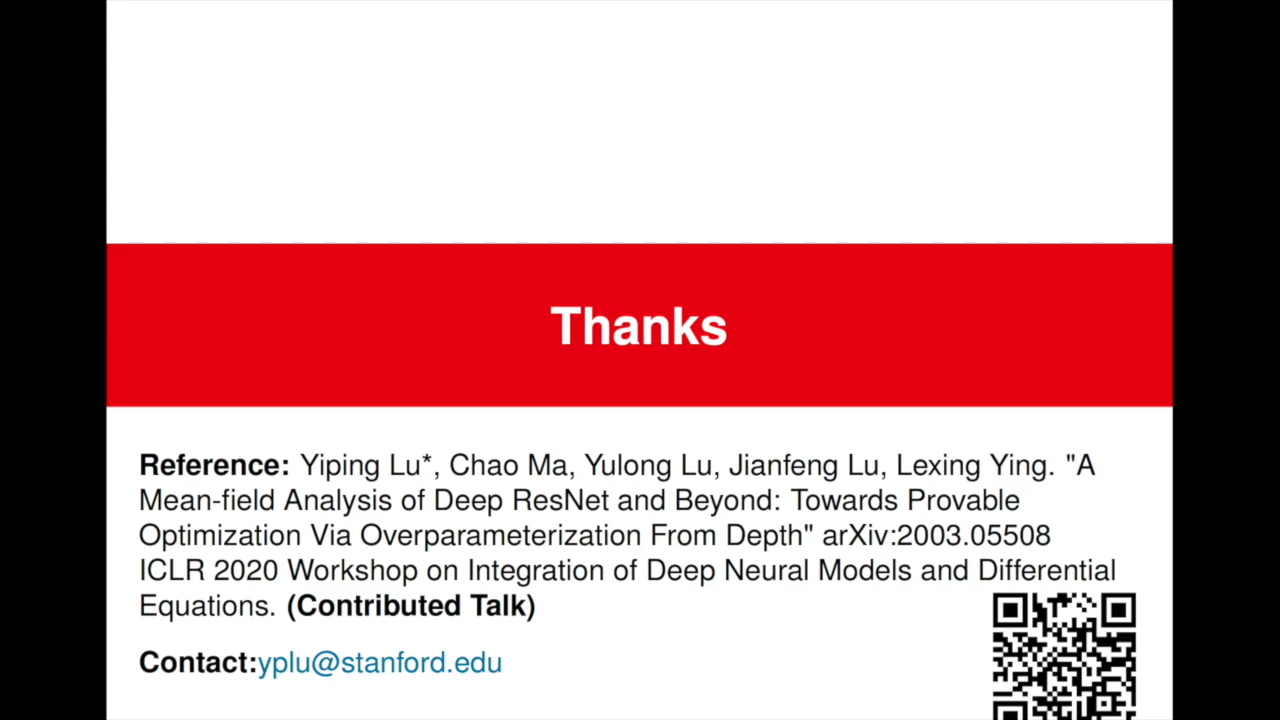 Thanks
Reference: Yiping Lu*, Chao Ma, Yulong Lu, Jianfeng Lu, Lexing Ying. "A
Mean-field Analysis of Deep ResNet and Beyond: Towards Provable
Optimization Via Overparameterization From Depth" arXiv:2003.05508
ICLR 2020 Workshop on Integration of Deep Neural Models and Differential
Equations. (Contributed Talk)
Contact:yplu@stanford.edu